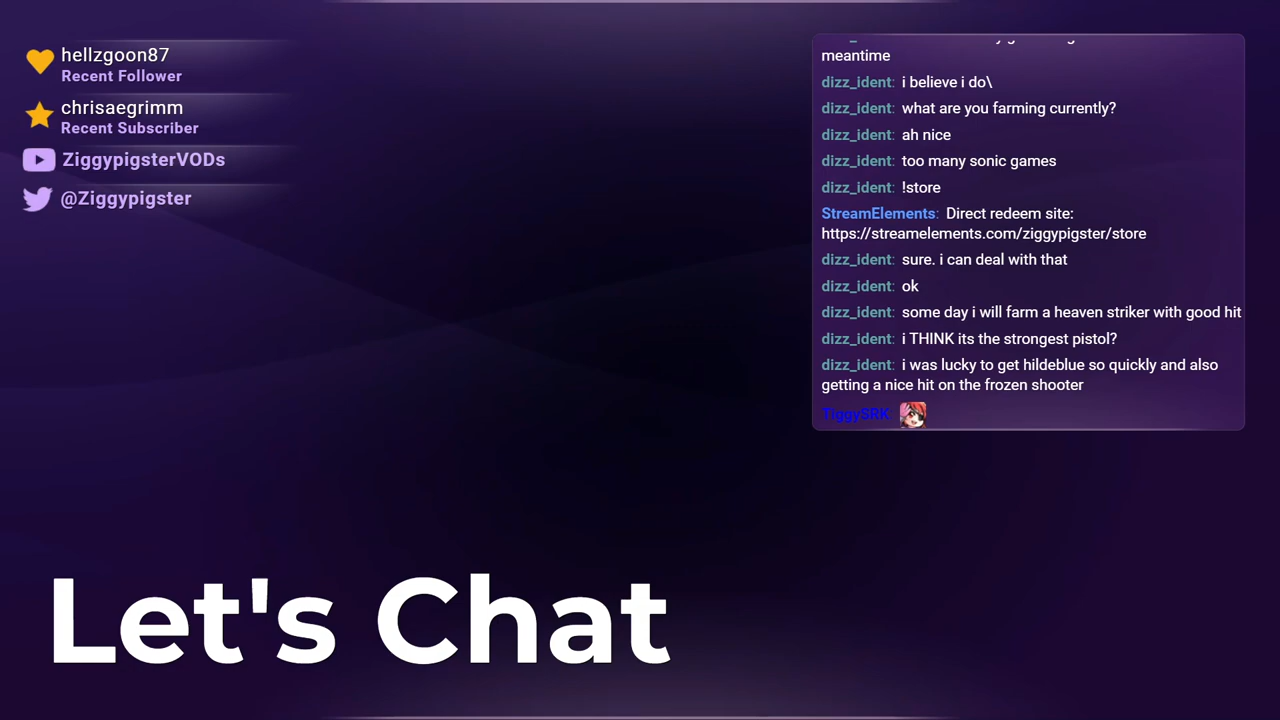 hellzgoon87
Recent Follower
chrisaegrimm
Recent Subscriber
ZiggypigsterVODs
@Ziggypigster
meantime
dizz_ident: i believe i do\
dizz_ident: what are you farming currently?
dizz_ident: ah nice
dizz_ident: too many sonic games
dizz_ident: !store
StreamElements: Direct redeem site:
https://streamelements.com/ziggypigster/store
dizz_ident: sure. i can deal with that
dizz_ident: ok
dizz_ident: some day i will farm a heaven striker with good hit
dizz_ident: i THINK its the strongest pistol?
dizz_ident: i was lucky to get hildeblue so quickly and also
getting a nice hit on the frozen shooter
TiggySRK:
Let's Chat